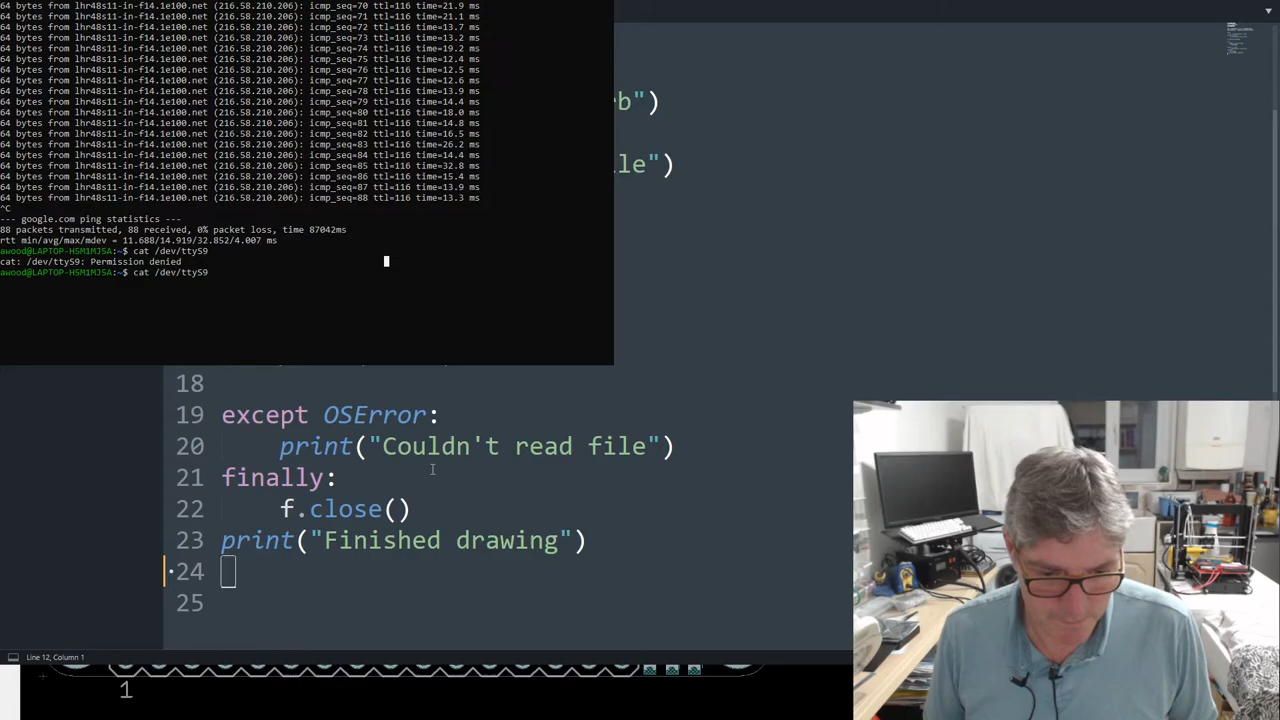 64 bytes from lhr48s11-in-f14.1e100.net (216.58.210.206): icmp_seq=70 ttl=116 time=21.9 ms
64 bytes from lhr48s11-in-f14.1e100.net (216.58.210.206): icmp_seq=71 ttl=116 time=21.1 ms
64 bytes from lhr48s11-in-f14.1e100.net (216.58.210.206): icmp_seq=72 ttl=116 time=13.7 ms
64 bytes from lhr48s11-in-f14.1e100.net (216.58.210.206): icmp_seq=73 ttl=116 time=13.2 ms
64 bytes from lhr48s11-in-f14.1e100.net (216.58.210.206): icmp_seq=74 ttl=116 time=19.2 ms
64 bytes from lhr48s11-in-f14.1e100.net (216.58.210.206): icmp_seq=75 ttl=116 time=12.4 ms
64 bytes from lhr48s11-in-f14.1e100.net (216.58.210.206): icmp_seq=76 ttl=116 time=12.5 ms
64 bytes from lhr48s11-in-f14.1e100.net (216.58.210.206): icmp_seq=77 ttl=116 time=12.6 ms
64 bytes from lhr48s11-in-f14.1e100.net (216.58.210.206): icmp_seq=78 ttl=116 time=13.9 ms
64 bytes from lhr48s11-in-f14.1e100.net (216.58.210.206): icmp_seq=79 ttl=116 time=14.4 ms
64 bytes from lhr48s11-in-f14.1e100.net (216.58.210.206): icmp_seq=80 ttl=116 time=18.0 ms
64 bytes from lhr48s11-in-f14.1e100.net (216.58.210.206): icmp_seq=81 ttl=116 time=14.8 ms
64 bytes from lhr48s11-in-f14.1e100.net (216.58.210.206): icmp_seq=82 ttl=116 time=16.5 ms
64 bytes from lhr48s11-in-f14.1e100.net (216.58.210.206): icmp_seq=83 ttl=116 time=26.2 ms
64 bytes from lhr48s11-in-f14.1e100.net (216.58.210.206): icmp_seq=84 ttl=116 time=14.4 ms
64 bytes from lhr48s11-in-f14.1e100.net (216.58.210.206): icmp_seq=85 ttl=116 time=32.8 ms
64 bytes from lhr48s11-in-f14.1e100.net (216.58.210.206): icmp_seq=86 ttl=116 time=15.4 ms
64 bytes from lhr48s11-in-f14.1e100.net (216.58.210.206): icmp_seq=87 ttl=116 time=13.9 ms
64 bytes from lhr48s11-in-f14.1e100.net (216.58.210.206): icmp_seq=88 ttl=116 time=13.3 ms
^C
--- google.com ping statistics ---
88 packets transmitted, 88 received, 0% packet loss, time 87042ms
rtt min/avg/max/mdev = 11.688/14.919/32.852/4.007 ms
awood@LAPTOP-H5M1MJ5A:~$ cat /dev/ttyS9
cat: /dev/ttyS9: Permission denied
awood@LAPTOP-H5M1MJ5A:~$ cat /dev/ttyS9
rb")
le")
18
19 except OSError:
20 print("Couldn't read file")
21 finally:
22 f.close()
23 print("Finished drawing")
24
25
Line 12, Column 1
1